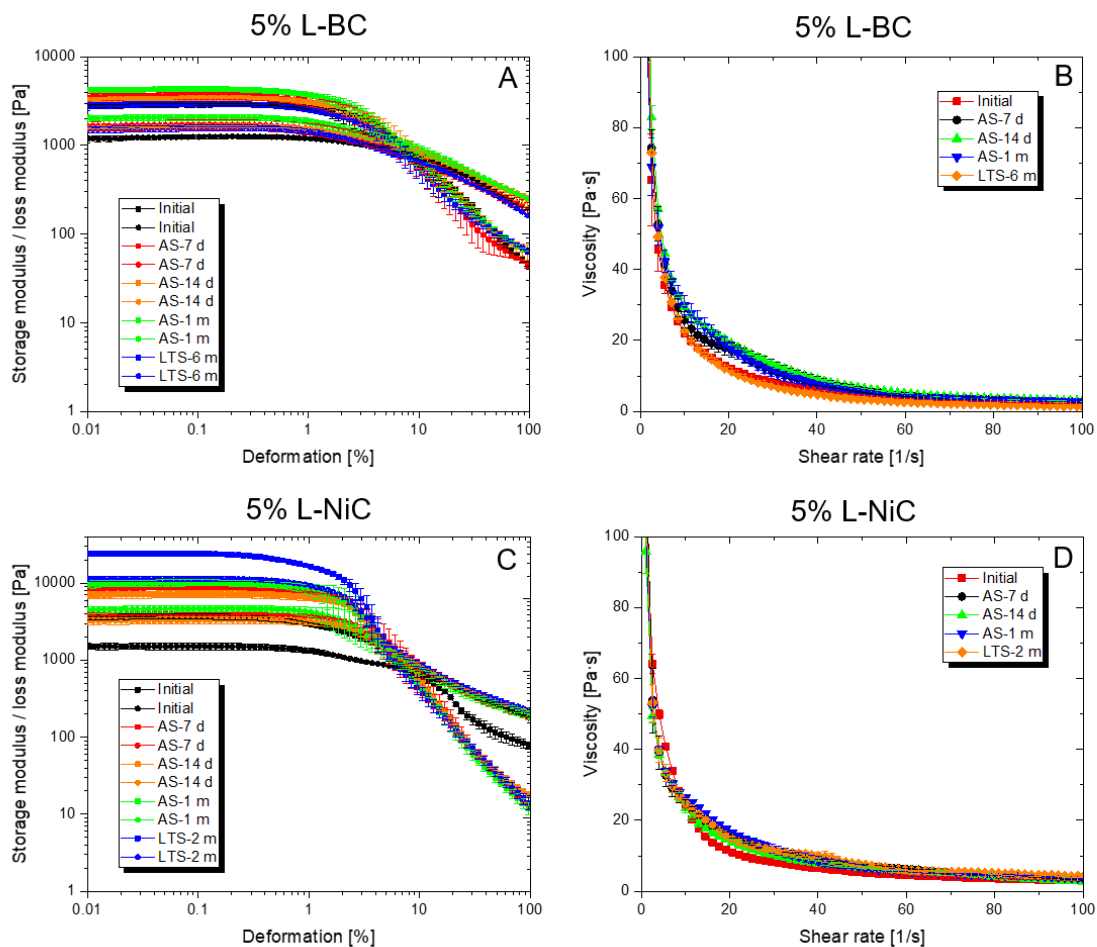 5% L-BC
A
Storage modulus / loss modulus [Pa]
10000
1000
100
10
1
Initial
Initial
AS-7 d
AS-7 d
AS-14 d
AS-14 d
AS-1 m
AS-1 m
LTS-6 m
LTS-6 m
0.01
0.1
1
10
100
Deformation [%]
5% L-BC
B
Viscosity [Pa·s]
100
80
60
40
20
0
Initial
AS-7 d
AS-14 d
AS-1 m
LTS-6 m
0
20
40
60
80
100
Shear rate [1/s]
5% L-NiC
C
Storage modulus / loss modulus [Pa]
10000
1000
100
10
1
Initial
Initial
AS-7 d
AS-7 d
AS-14 d
AS-14 d
AS-1 m
AS-1 m
LTS-2 m
LTS-2 m
0.01
0.1
1
10
100
Deformation [%]
5% L-NiC
D
Viscosity [Pa·s]
100
80
60
40
20
0
Initial
AS-7 d
AS-14 d
AS-1 m
LTS-2 m
0
20
40
60
80
100
Shear rate [1/s]